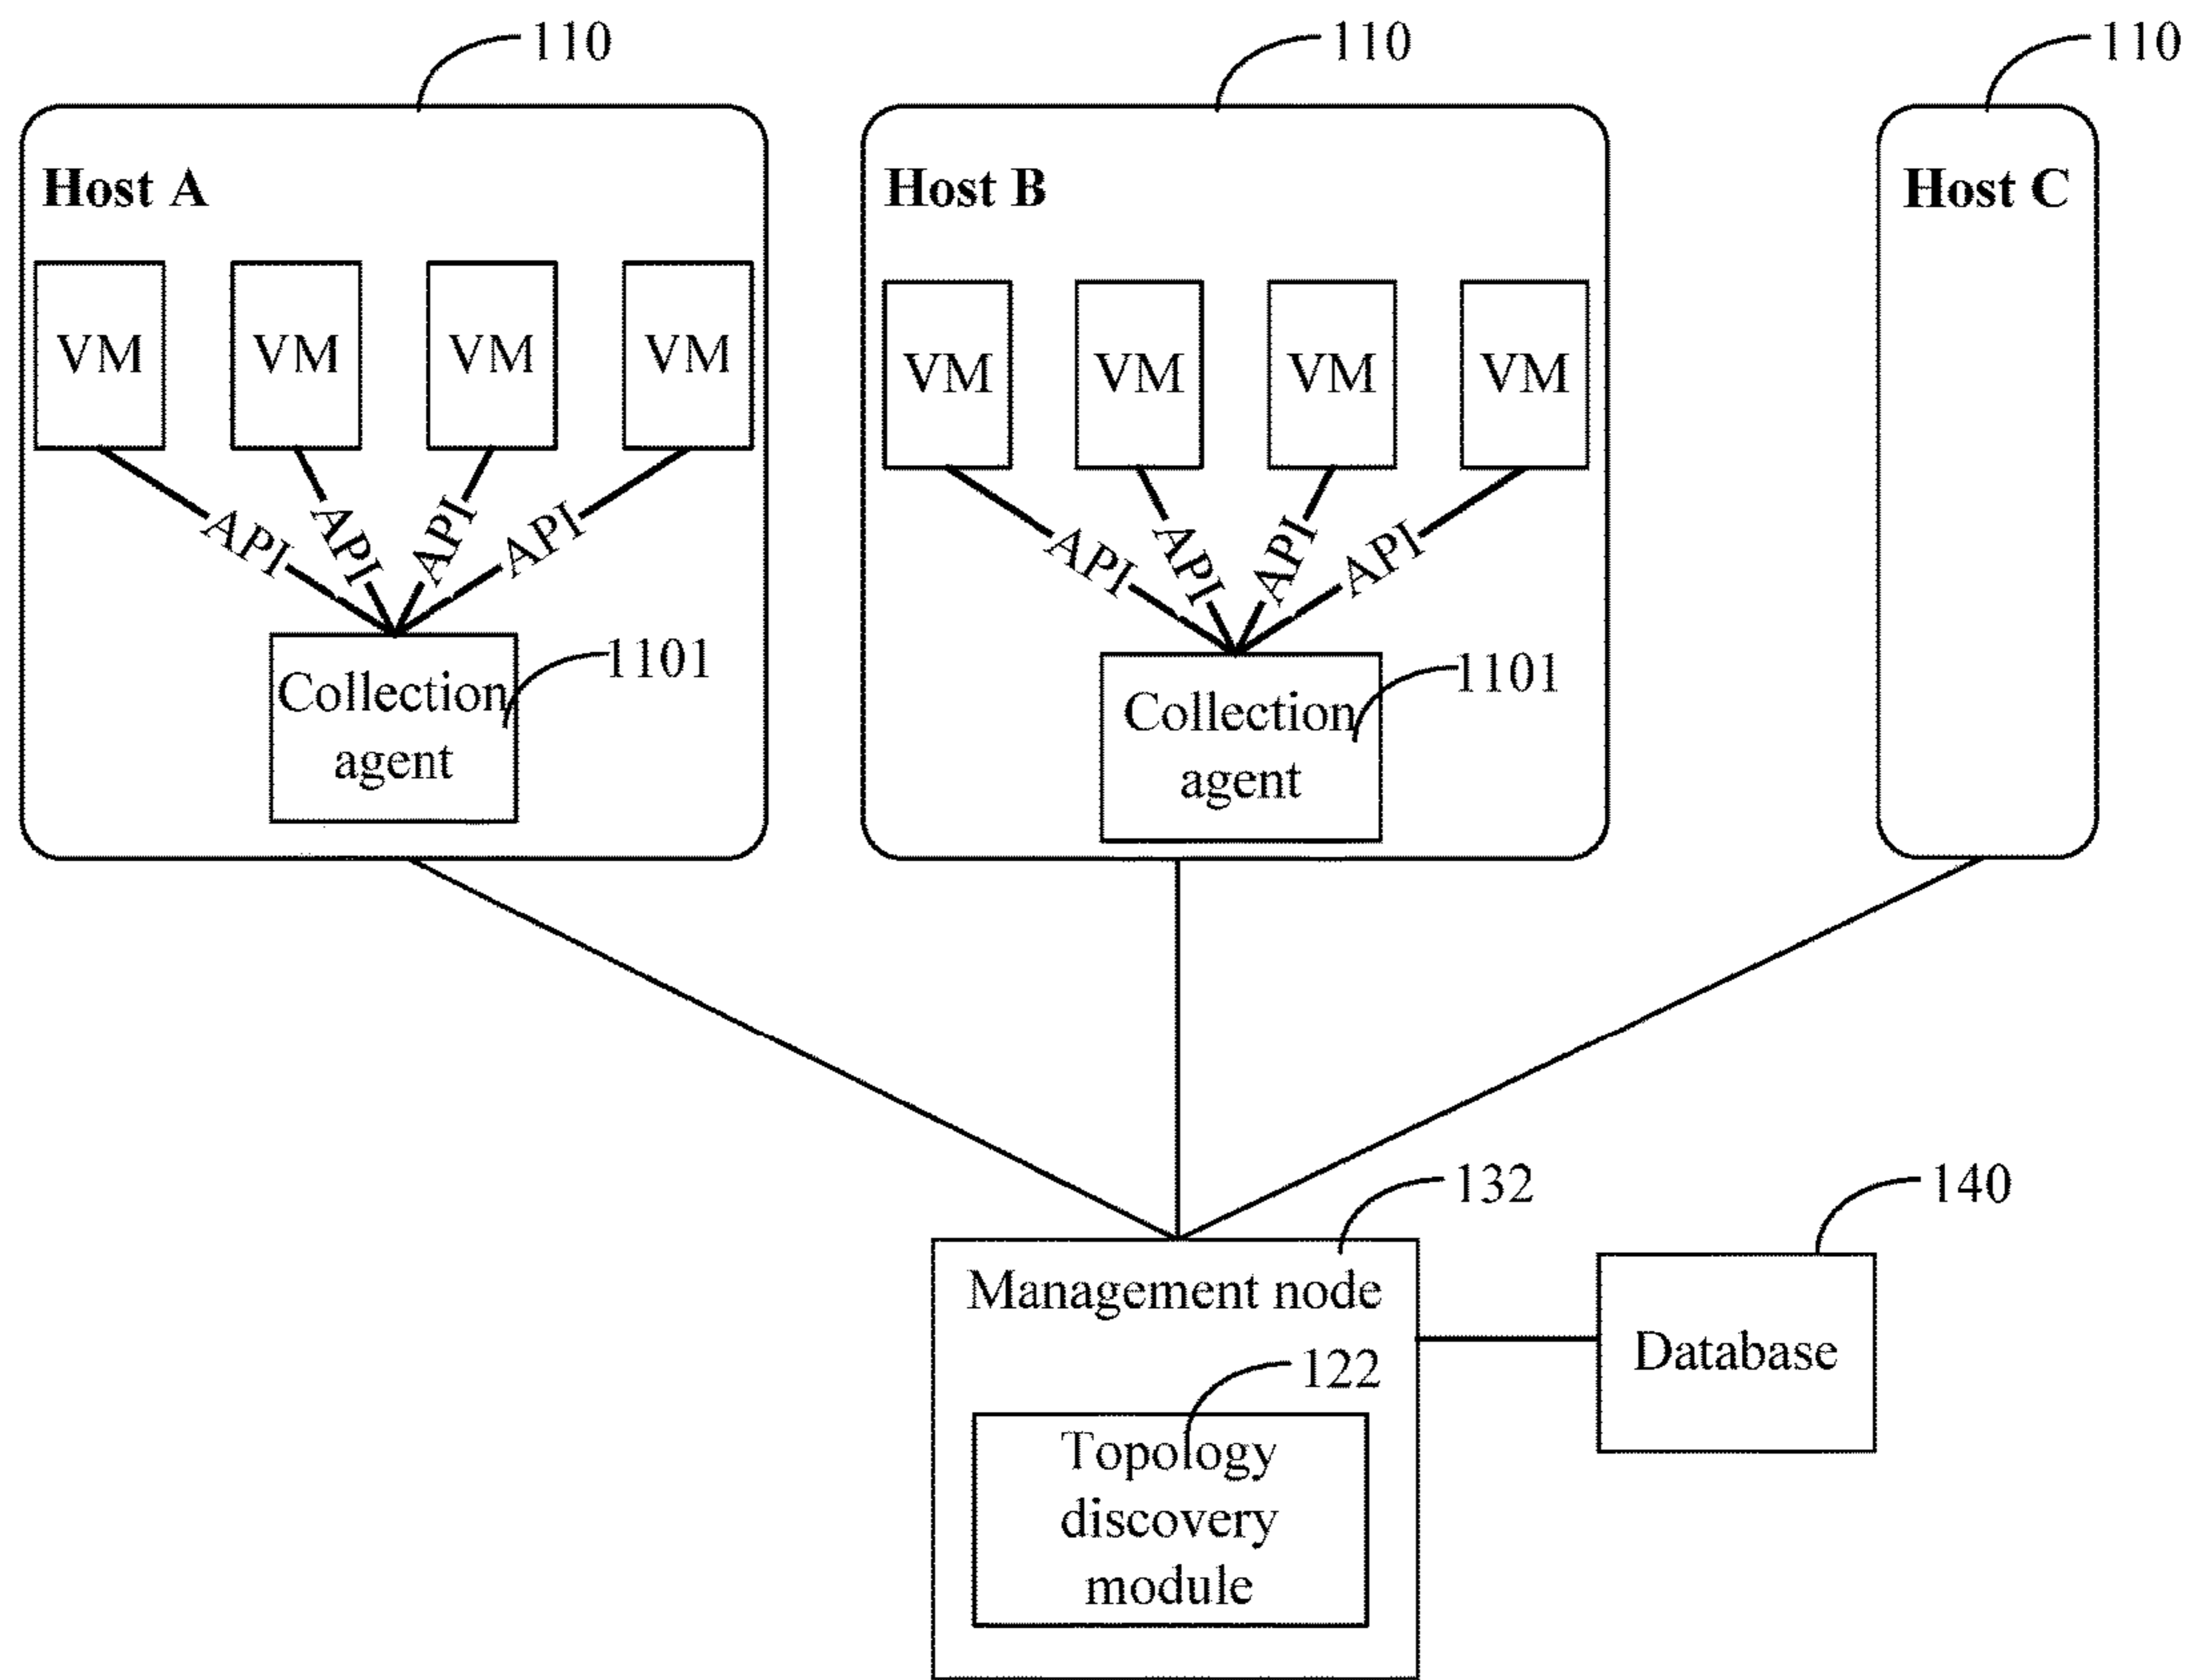 110
110
110
Host A
Host B
Host C
VM
VM
VM
VM
VM
VM
VM
VM
API
API
API
API
API
API
API
API
1101
Collection
agent
1101
Collection
agent
132
140
Management node
Database
122
Topology
discovery
module